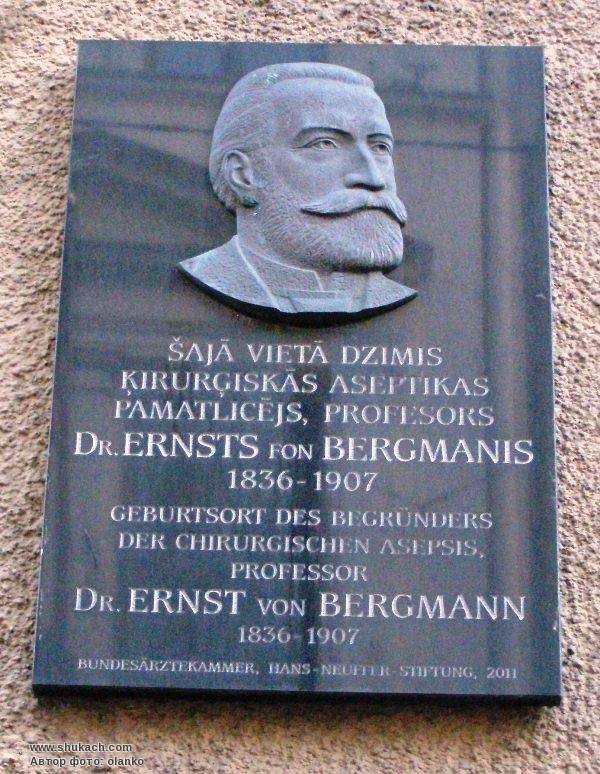 ŠAJĀ VIETĀ DZIMIS
ĶIRURĢISKĀS ASEPTIKAS
PAMATLICĒJS, PROFESORS
DR. ERNSTS FON BERGMANIS
1836-1907
GEBURTSORT DES BEGRÜNDERS
DER CHIRURGISCHEN ASEPSIS,
PROFESSOR
DR. ERNST VON BERGMANN
1836-1907
BUNDESÄRZTEKAMMER, HANS-NEUFFER-STIFTUNG, 2011
www.shukach.com
Автор фото: olanko